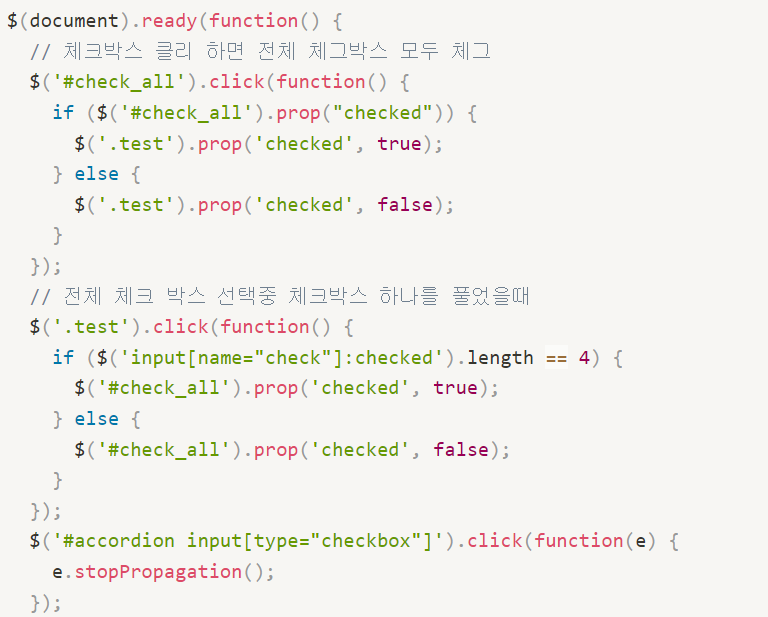 $(document).ready(function() {
// 체크박스 클리 하면 전체 체그박스 모두 체그
$('#check_all').click(function() {
if ($('#check_all').prop("checked")) {
$('.test').prop('checked', true);
} else {
$('.test').prop('checked', false);
}
});
// 전체 체크 박스 선택중 체크박스 하나를 풀었을때
$('.test').click(function() {
if ($('input[name="check"]:checked').length == 4) {
$('#check_all').prop('checked', true);
} else {
$('#check_all').prop('checked', false);
}
});
$('#accordion input[type="checkbox"]').click(function(e) {
e.stopPropagation();
});